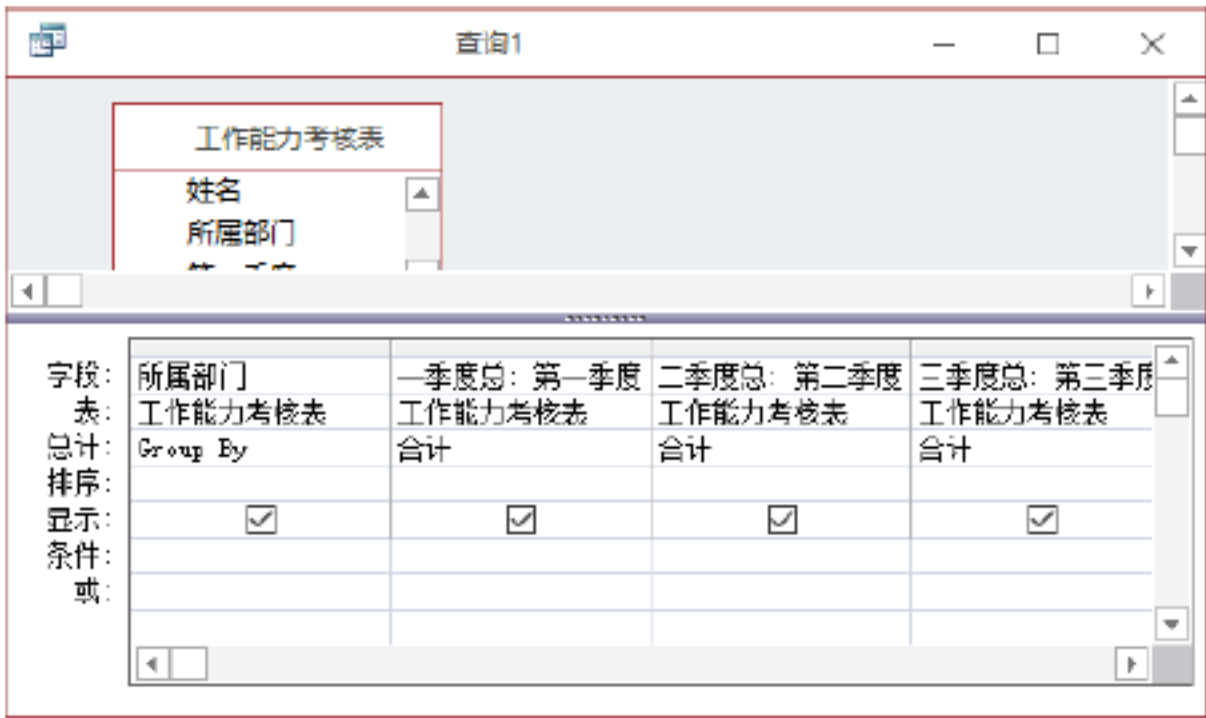 查询1
工作能力考核表
姓名
所属部门
字段: 所属部门 一季度总: 第一季度 二季度总: 第二季度 三季度总: 第三季度
表: 工作能力考核表 工作能力考核表 工作能力考核表 工作能力考核表
总计: Group By 合计 合计 合计
排序:
显示:
条件:
或: